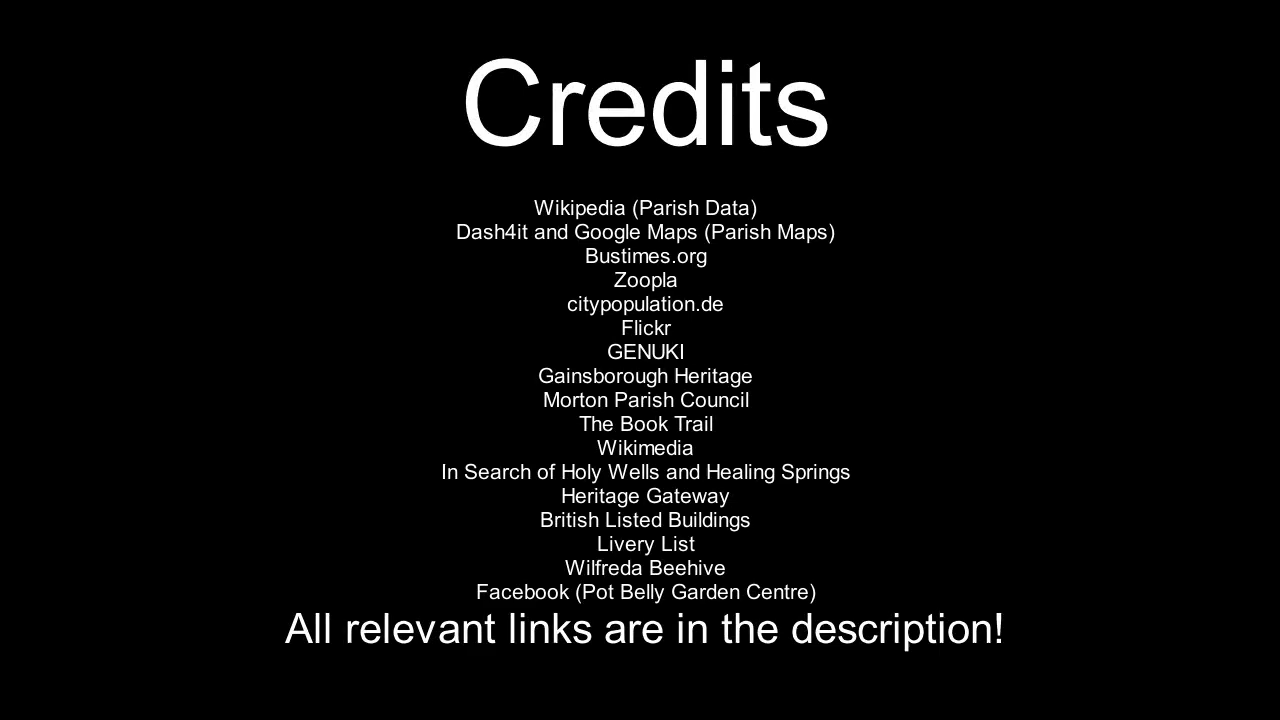 Credits
Wikipedia (Parish Data)
Dash4it and Google Maps (Parish Maps)
Bustimes.org
Zoopla
citypopulation.de
Flickr
GENUKI
Gainsborough Heritage
Morton Parish Council
The Book Trail
Wikimedia
In Search of Holy Wells and Healing Springs
Heritage Gateway
British Listed Buildings
Livery List
Wilfreda Beehive
Facebook (Pot Belly Garden Centre)
All relevant links are in the description!